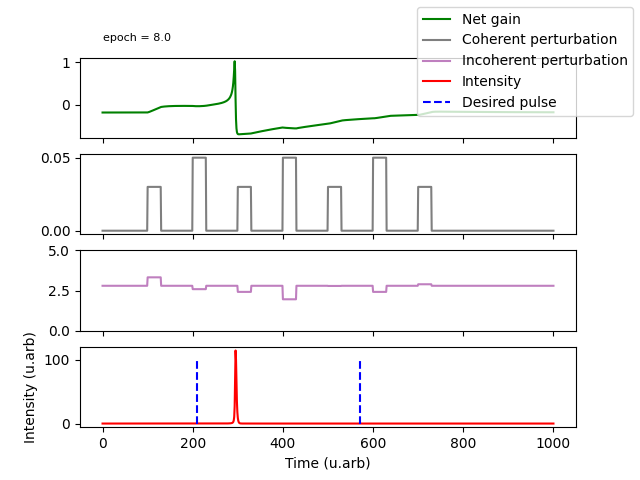 epoch = 8.0
Net gain
Coherent perturbation
Incoherent perturbation
Intensity
Desired pulse
1
0
0.05
0.00
5.0
2.5
0.0
100
0
Intensity (u.arb)
0 200 400 600 800 1000
Time (u.arb)